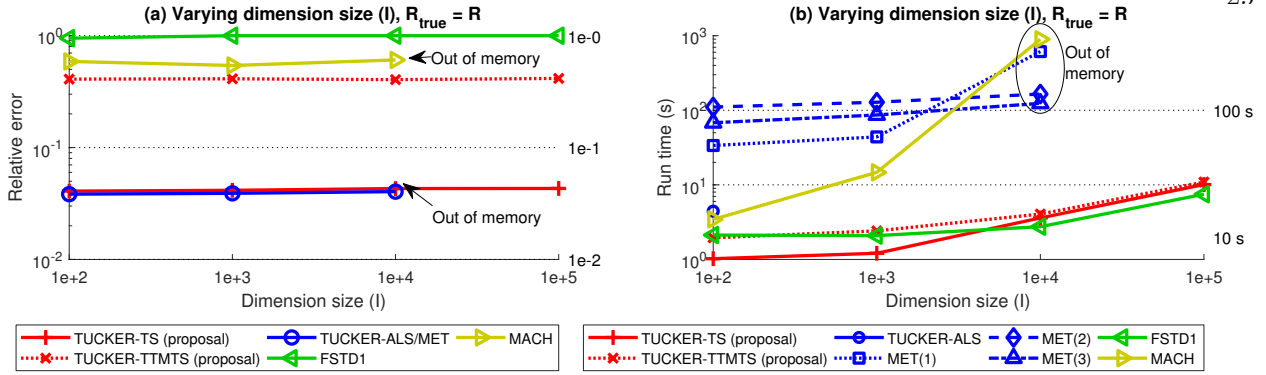 (a) Varying dimension size (I), R_true = R
10^0
10^-1
10^-2
Relative error
1e-0
1e-1
1e-2
Out of memory
Out of memory
1e+2
1e+3
1e+4
1e+5
Dimension size (I)
TUCKER-TS (proposal)
TUCKER-ALS/MET
MACH
TUCKER-TTMTS (proposal)
FSTD1
(b) Varying dimension size (I), R_true = R
10^3
10^2
10^1
10^0
Run time (s)
Out of
memory
100 s
10 s
1e+2
1e+3
1e+4
1e+5
Dimension size (I)
TUCKER-TS (proposal)
TUCKER-ALS
MET(2)
FSTD1
TUCKER-TTMTS (proposal)
MET(1)
MET(3)
MACH